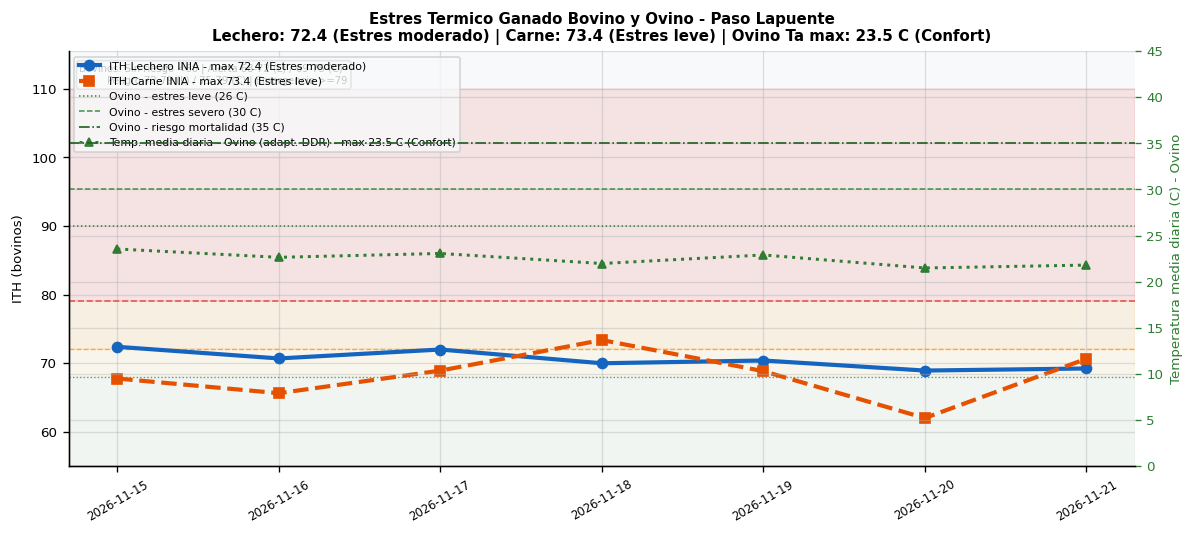 Estres Termico Ganado Bovino y Ovino - Paso Lapuente
Lechero: 72.4 (Estres moderado) | Carne: 73.4 (Estres leve) | Ovino Ta max: 23.5 C (Confort)
ITH Lechero INIA - max 72.4 (Estres moderado)
ITH Carne INIA - max 73.4 (Estres leve)
Ovino - estres leve (26 C)
Ovino - estres severo (30 C)
Ovino - riesgo mortalidad (35 C)
Temp. media diaria - Ovino (adapt. DDR) - max 23.5 C (Confort)
>=79
ITH (bovinos)
110
100
90
80
70
60
45
40
35
30
25
20
15
10
5
0
Temperatura media diaria (C) - Ovino
2026-11-15
2026-11-16
2026-11-17
2026-11-18
2026-11-19
2026-11-20
2026-11-21